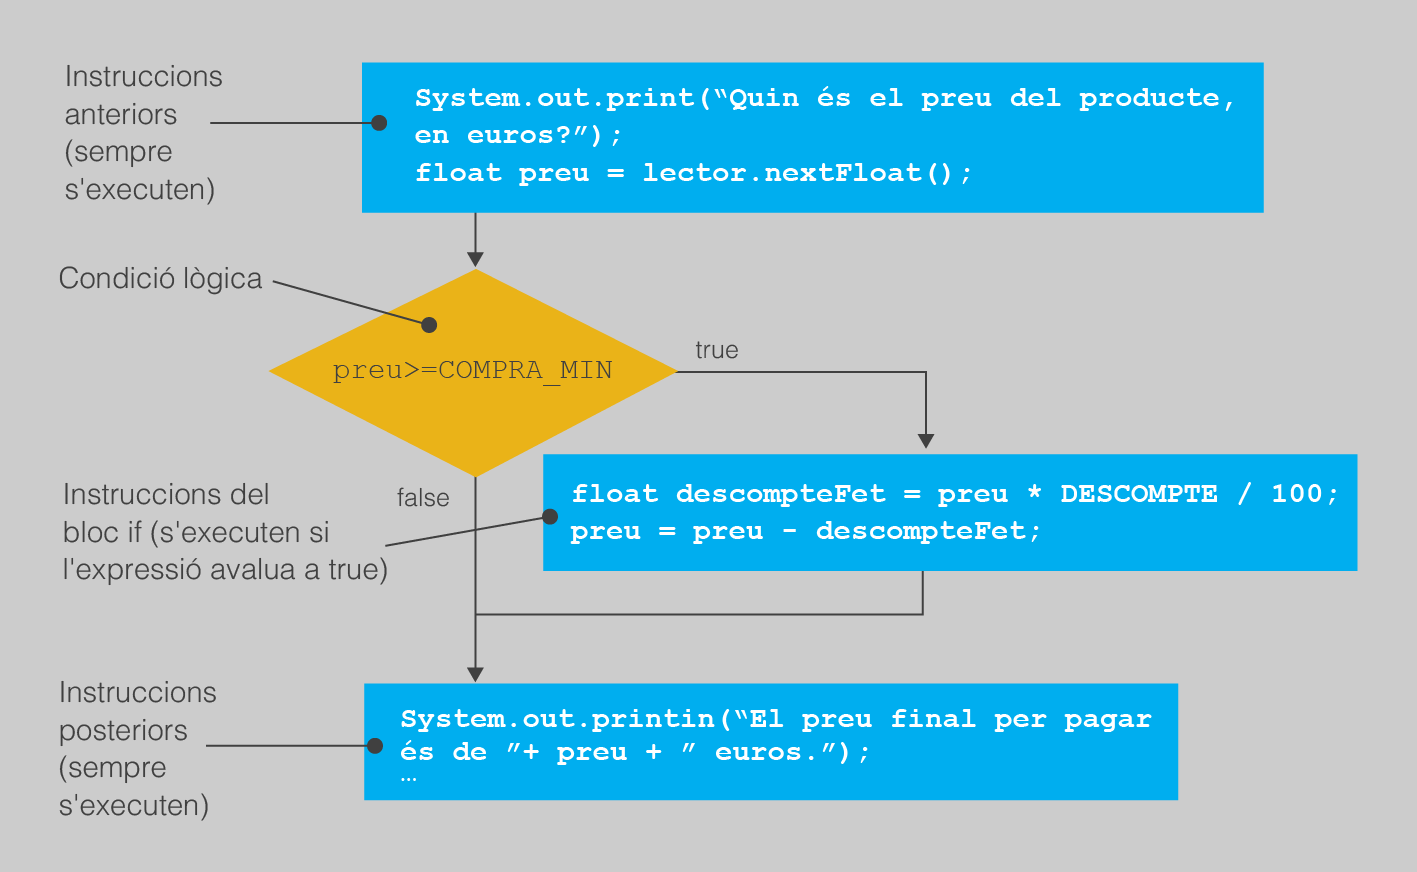 Instruccions
anteriors
(sempre
s'executen)
System.out.print(“Quin és el preu del producte,
en euros?”);
float preu = lector.nextFloat();
Condició lògica
preu>=COMPRA_MIN
true
false
Instruccions del
bloc if (s'executen si
l'expressió avalua a true)
float descompteFet = preu * DESCOMPTE / 100;
preu = preu - descompteFet;
Instruccions
posteriors
(sempre
s'executen)
System.out.printin(“El preu final per pagar
és de ”+ preu + ” euros.”);
...